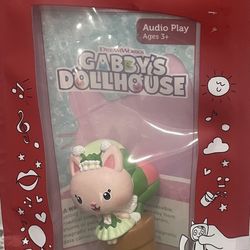 Audio Play
Ages 3+
DREAMWORKS
GABBY'S
DOLLHOUSE